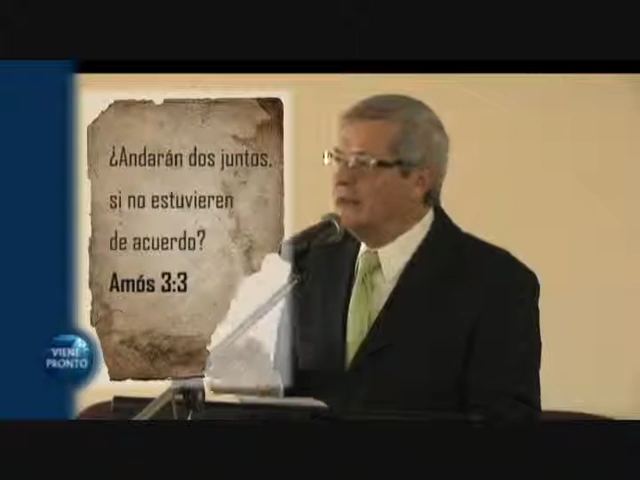 ¿Andarán dos juntos,
si no estuvieren
de acuerdo?
Amós 3:3
VIENE
PRONTO